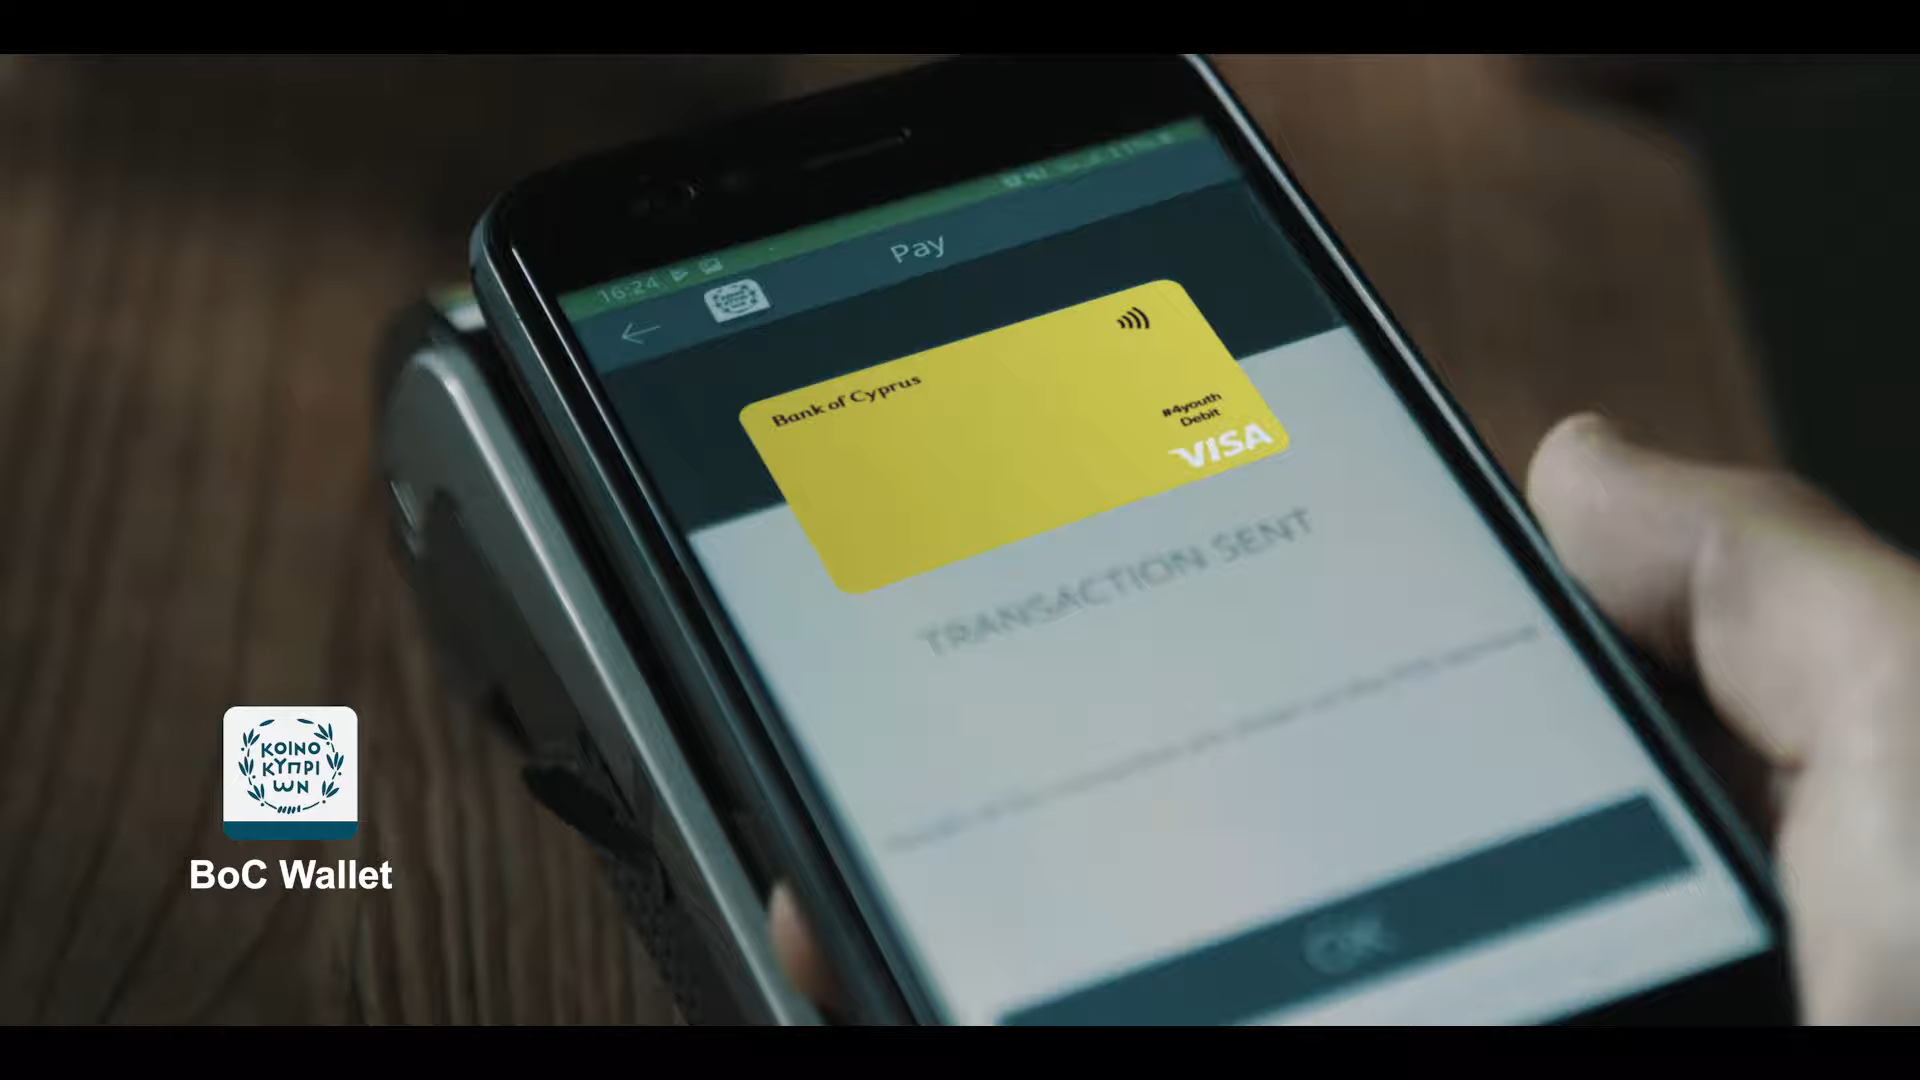 16:24
Pay
Bank of Cyprus
#4youth
Debit
VISA
TRANSACTION SENT
OK
ΚΟΙΝΟ
ΚΥΠΡΙ
ΩΝ
BoC Wallet